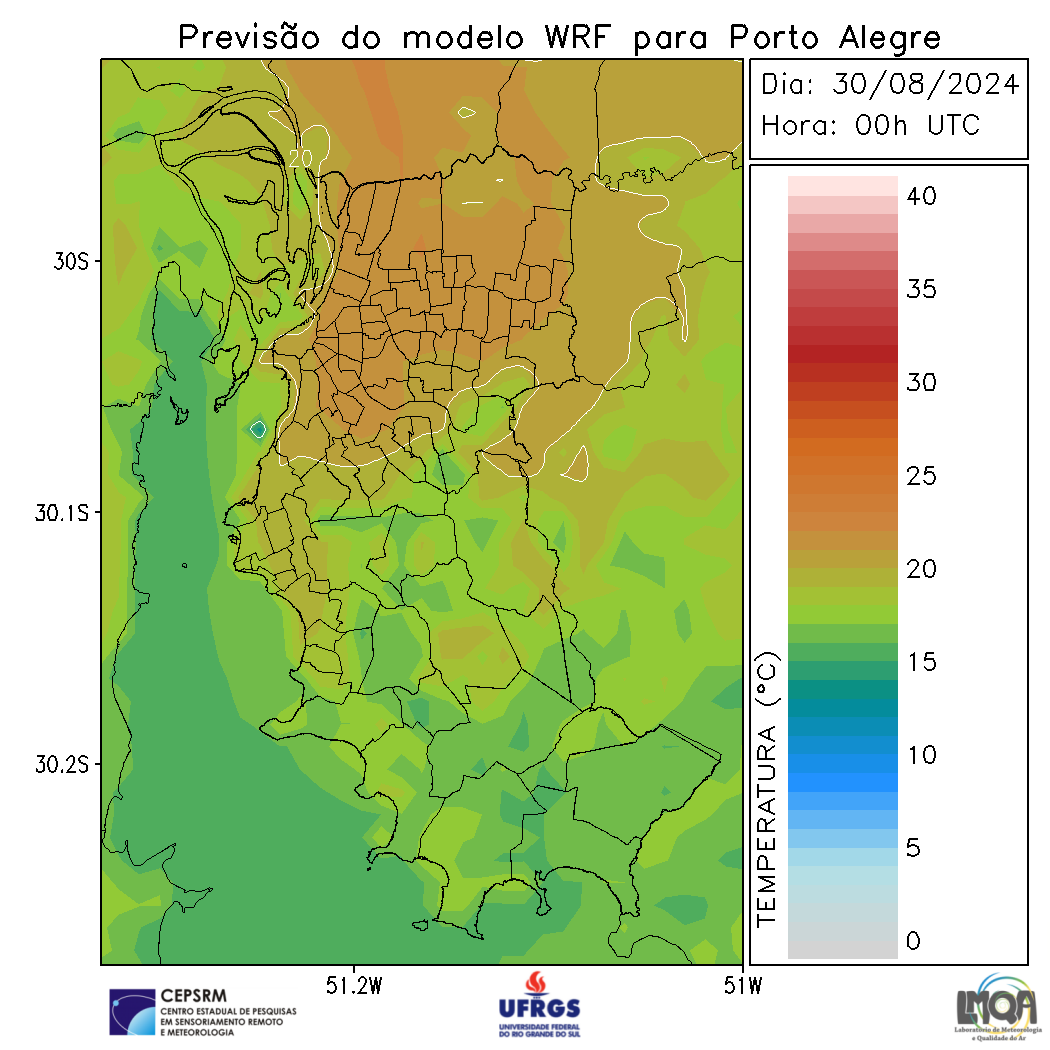 Previsão do modelo WRF para Porto Alegre
Dia: 30/08/2024
Hora: 00h UTC
20
30S
30.1S
30.2S
51.2W
51W
TEMPERATURA (°C)
40
35
30
25
20
15
10
5
0
CEPSRM
CENTRO ESTADUAL DE PESQUISAS
EM SENSORIAMENTO REMOTO
E METEOROLOGIA
UFRGS
UNIVERSIDADE FEDERAL
DO RIO GRANDE DO SUL
LMQA
Laboratório de Meteorologia
e Qualidade do Ar